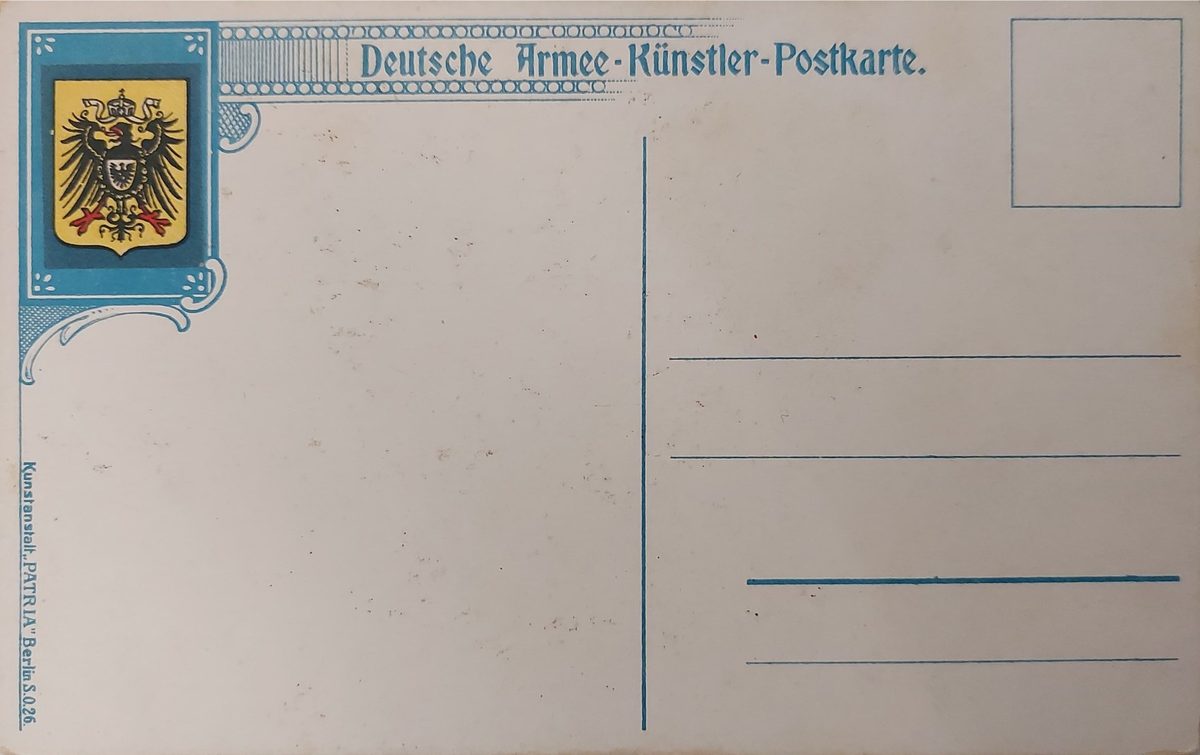 Deutsche Armee-Künstler-Postkarte.
Kunstanstalt „PATRIA" Berlin S.O.26.